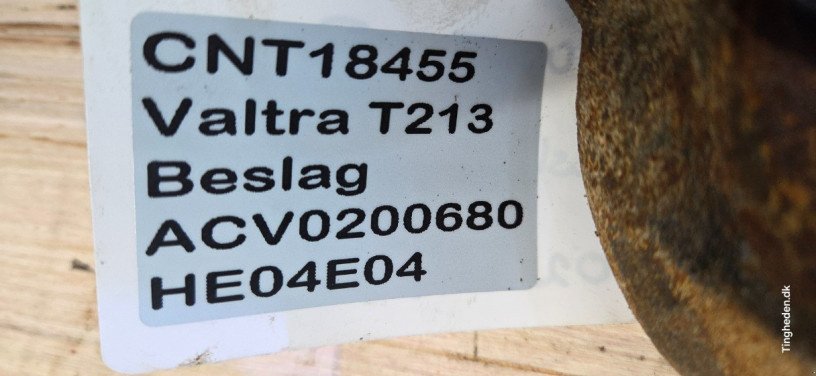 CNT18455
Valtra T213
Beslag
ACV0200680
HE04E04
Tingheden.dk